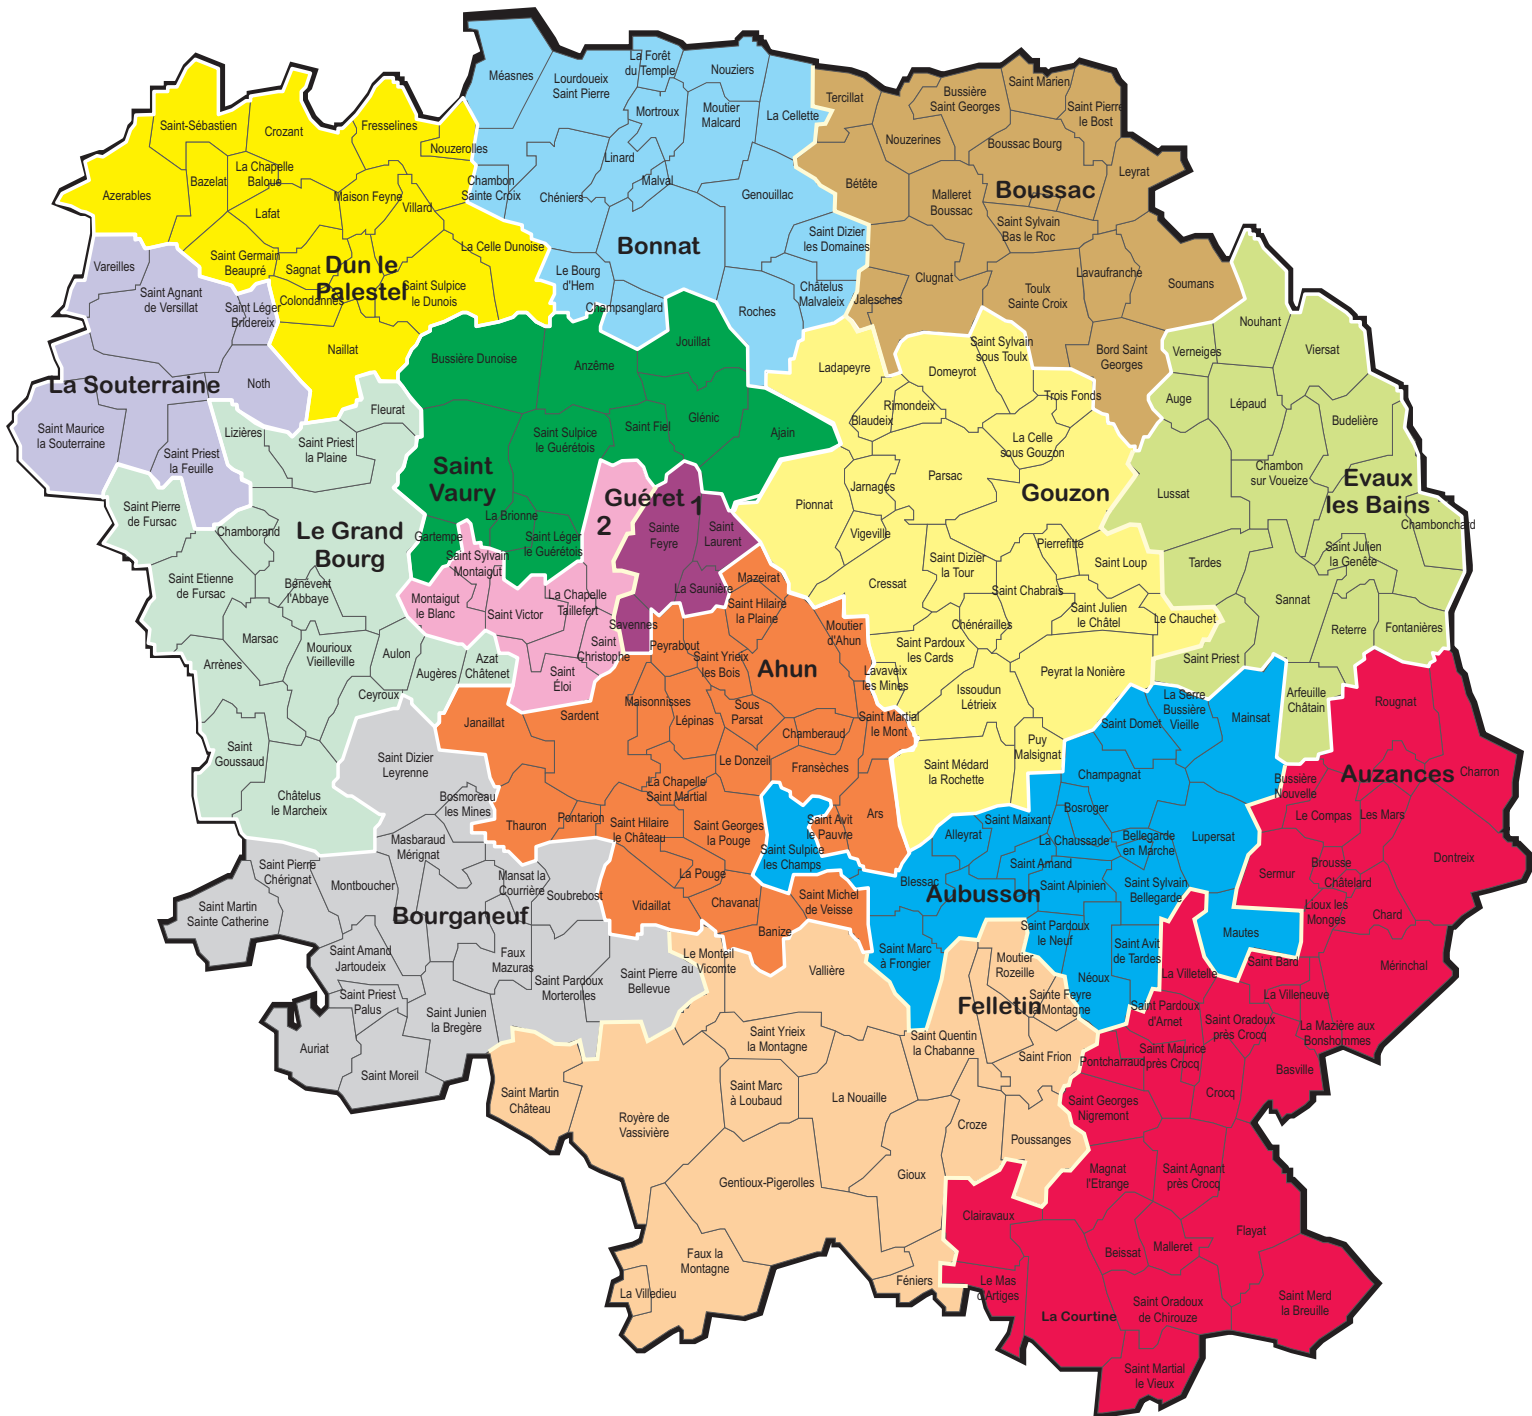 Méasnes
Lourdoueix
Saint Pierre
La Forêt
du Temple
Nouziers
Mortroux
Moutier
Malcard
La Cellette
Linard
Malval
Chéniers
Chambon
Sainte Croix
Genouillac
Bonnat
Saint Dizier
les Domaines
Le Bourg
d'Hem
Châtelus
Malvaleix
Champsanglard
Roches
Saint-Sébastien
Crozant
Fresselines
Nouzerolles
La Chapelle
Baloue
Bazelat
Azerables
Maison Feyne
Villard
Lafat
La Celle Dunoise
Saint Germain
Beaupré
Sagnat
Dun le
Palestel
Saint Sulpice
le Dunois
Colondannes
Naillat
Tercillat
Bussière
Saint Georges
Saint Marien
Saint Pierre
le Bost
Nouzerines
Boussac Bourg
Leyrat
Bétête
Malleret
Boussac
Boussac
Saint Sylvain
Bas le Roc
Clugnat
Lavaufranche
Soumans
Jalesches
Toulx
Sainte Croix
Bord Saint
Georges
Vareilles
Saint Agnant
de Versillat
Saint Léger
Bridereix
La Souterraine
Noth
Saint Maurice
la Souterraine
Saint Priest
la Feuille
Bussière Dunoise
Anzême
Jouillat
Glénic
Saint Fiel
Ajain
Saint Sulpice
le Guérétois
Saint
Vaury
La Brionne
Gartempe
Saint Léger
le Guérétois
Guéret
1
2
Sainte
Feyre
Saint
Laurent
La Saunière
Savennes
Saint Sylvain
Montaigut
Montaigut
le Blanc
Saint Victor
La Chapelle
Taillefert
Saint
Christophe
Saint
Éloi
Nouhant
Viersat
Verneiges
Auge
Lépaud
Budelière
Chambon
sur Voueize
Evaux
les Bains
Lussat
Chambonchard
Saint Julien
la Genête
Tardes
Sannat
Reterre
Fontanières
Saint Priest
Arfeuille
Châtain
Ladapeyre
Saint Sylvain
sous Toulx
Domeyrot
Trois Fonds
Rimondeix
Blaudeix
La Celle
sous Gouzon
Parsac
Jarnages
Gouzon
Pionnat
Vigeville
Pierrefitte
Saint Dizier
la Tour
Saint Loup
Cressat
Saint Chabrais
Saint Julien
le Châtel
Le Chauchet
Chénérailles
Saint Pardoux
les Cards
Peyrat la Nonière
Lavaveix
les Mines
Issoudun
Létrieix
Puy
Malsignat
Saint Médard
la Rochette
Fleurat
Lizières
Saint Priest
la Plaine
Saint Pierre
de Fursac
Chamborand
Le Grand
Bourg
Saint Etienne
de Fursac
Bénévent
l'Abbaye
Marsac
Mourioux
Vieilleville
Aulon
Arrènes
Augères
Azat
Châtenet
Ceyroux
Saint
Goussaud
Châtelus
le Marcheix
Mazeirat
Saint Hilaire
la Plaine
Moutier
d'Ahun
Peyrabout
Saint Yrieix
les Bois
Ahun
Maisonnisses
Janaillat
Sardent
Lépinas
Sous
Parsat
Saint Martial
le Mont
Chamberaud
Le Donzeil
Fransèches
La Chapelle
Saint Martial
Ars
Thauron
Pontarion
Saint Hilaire
le Château
Saint Georges
la Pouge
Saint Avit
le Pauvre
La Pouge
Vidaillat
Chavanat
Saint Michel
de Veisse
Banize
Saint Dizier
Leyrenne
Bosmoreau
les Mines
Masbaraud
Mérignat
Saint Pierre
Chérignat
Montboucher
Mansat la
Courrière
Soubrebost
Saint Martin
Sainte Catherine
Bourganeuf
Saint Amand
Jartoudeix
Faux
Mazuras
Saint Pardoux
Morterolles
Saint Pierre
Bellevue
Saint Priest
Palus
Saint Junien
la Bregère
Auriat
Saint Moreil
Saint Domet
La Serre
Bussière
Vieille
Mainsat
Champagnat
Bosroger
Saint Maixant
Alleyrat
La Chaussade
Bellegarde
en Marche
Lupersat
Saint Sulpice
les Champs
Blessac
Saint Amand
Aubusson
Saint Alpinien
Saint Sylvain
Bellegarde
Saint Pardoux
le Neuf
Saint Avit
de Tardes
Mautes
Saint Marc
à Frongier
Néoux
Le Monteil
au Vicomte
Vallière
Moutier
Rozeille
Felletin
Sainte Feyre
la Montagne
Saint Yrieix
la Montagne
Saint Quentin
la Chabanne
Saint Frion
Saint Martin
Château
Saint Marc
à Loubaud
La Nouaille
Royère de
Vassivière
Croze
Poussanges
Gentioux-Pigerolles
Gioux
Faux la
Montagne
La Villedieu
Féniers
Rougnat
Bussière
Nouvelle
Auzances
Charron
Le Compas
Les Mars
Sermur
Brousse
Châtelard
Dontreix
Lioux les
Monges
Chard
Saint Bard
Mérinchal
La Villetelle
La Villeneuve
Saint Pardoux
d'Arnet
Saint Oradoux
près Crocq
La Mazière aux
Bonshommes
Pontcharraud
Saint Maurice
près Crocq
Basville
Saint Georges
Nigremont
Crocq
Magnat
l'Etrange
Saint Agnant
près Crocq
Clairavaux
Beissat
Malleret
Flayat
Le Mas
d'Artiges
La Courtine
Saint Oradoux
de Chirouze
Saint Merd
la Breuille
Saint Martial
le Vieux